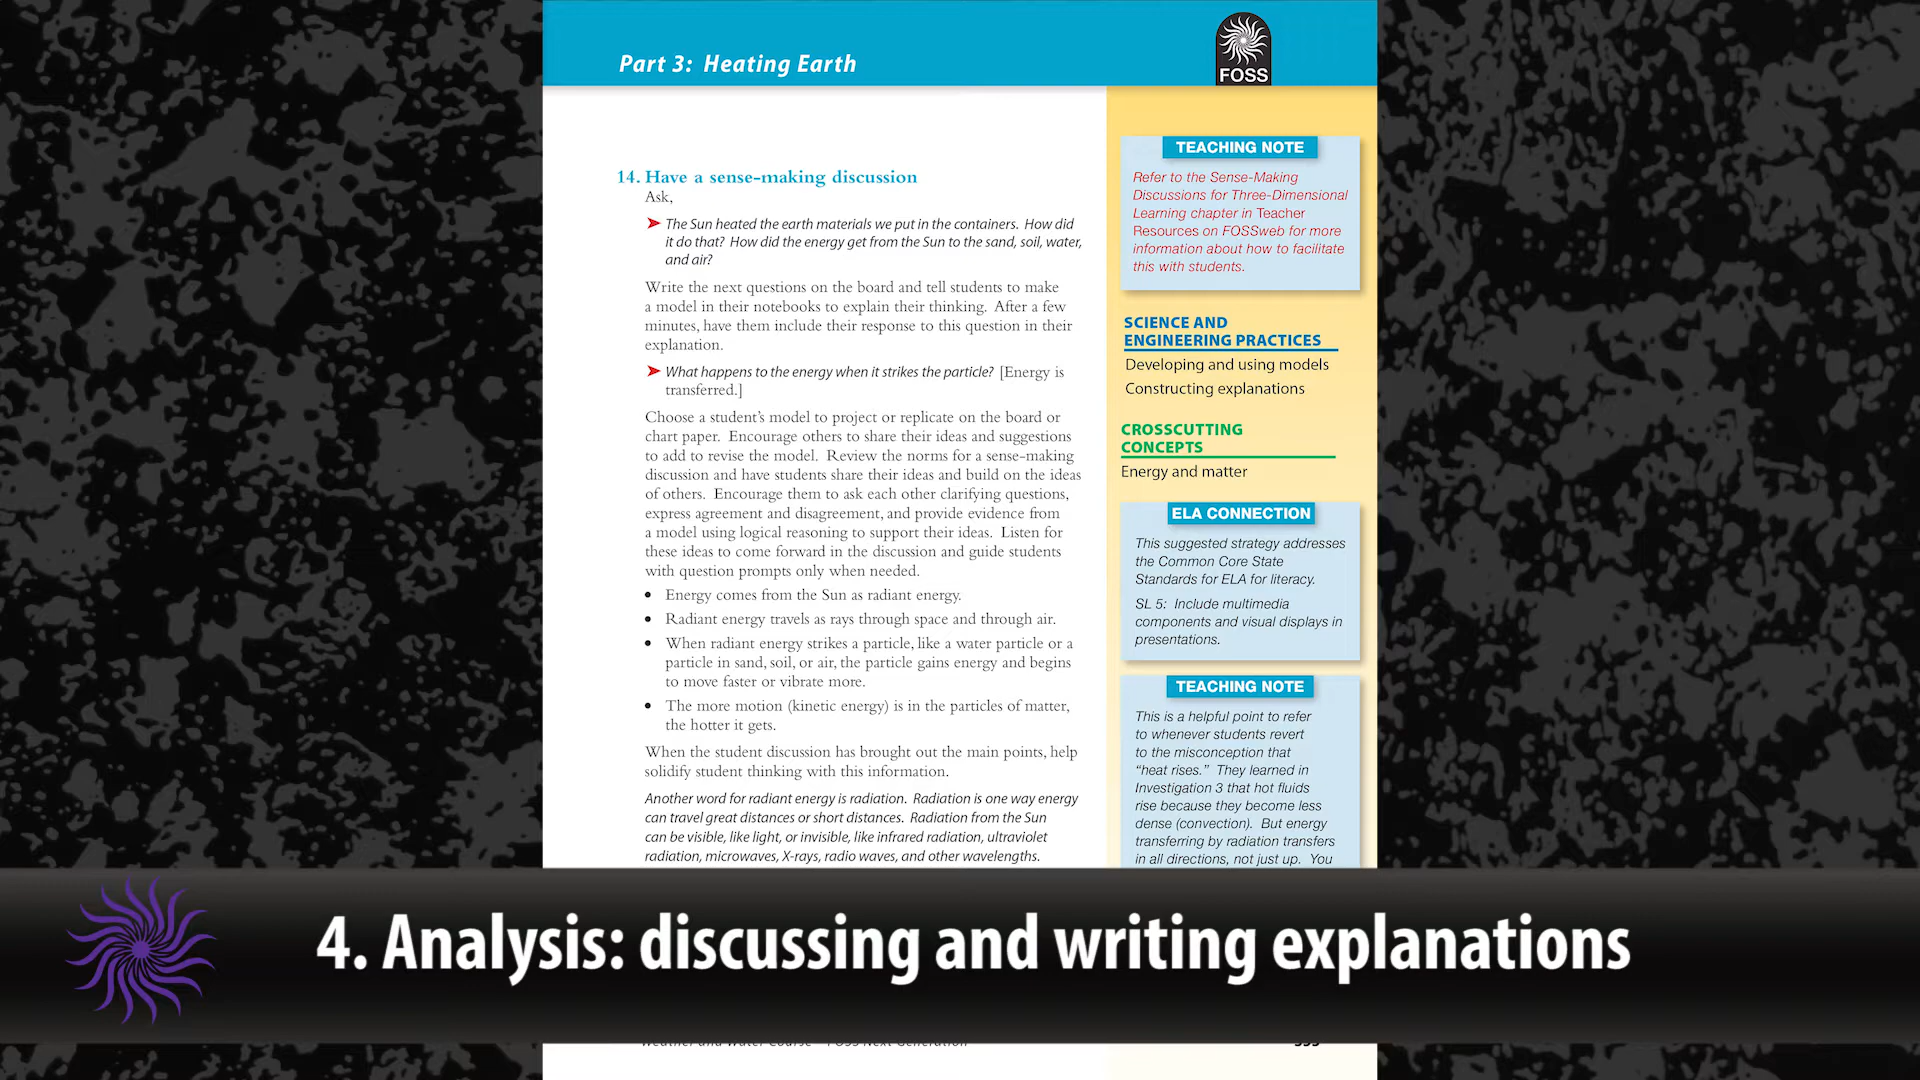 Part 3: Heating Earth
FOSS
14. Have a sense-making discussion
Ask,
➤ The Sun heated the earth materials we put in the containers. How did
it do that? How did the energy get from the Sun to the sand, soil, water,
and air?
Write the next questions on the board and tell students to make
a model in their notebooks to explain their thinking. After a few
minutes, have them include their response to this question in their
explanation.
➤ What happens to the energy when it strikes the particle? [Energy is
transferred.]
Choose a student’s model to project or replicate on the board or
chart paper. Encourage others to share their ideas and suggestions
to add to revise the model. Review the norms for a sense-making
discussion and have students share their ideas and build on the ideas
of others. Encourage them to ask each other clarifying questions,
express agreement and disagreement, and provide evidence from
a model using logical reasoning to support their ideas. Listen for
these ideas to come forward in the discussion and guide students
with question prompts only when needed.
• Energy comes from the Sun as radiant energy.
• Radiant energy travels as rays through space and through air.
• When radiant energy strikes a particle, like a water particle or a
particle in sand, soil, or air, the particle gains energy and begins
to move faster or vibrate more.
• The more motion (kinetic energy) is in the particles of matter,
the hotter it gets.
When the student discussion has brought out the main points, help
solidify student thinking with this information.
Another word for radiant energy is radiation. Radiation is one way energy
can travel great distances or short distances. Radiation from the Sun
can be visible, like light, or invisible, like infrared radiation, ultraviolet
radiation, microwaves, X-rays, radio waves, and other wavelengths.
TEACHING NOTE
Refer to the Sense-Making
Discussions for Three-Dimensional
Learning chapter in Teacher
Resources on FOSSweb for more
information about how to facilitate
this with students.
SCIENCE AND
ENGINEERING PRACTICES
Developing and using models
Constructing explanations
CROSSCUTTING
CONCEPTS
Energy and matter
ELA CONNECTION
This suggested strategy addresses
the Common Core State
Standards for ELA for literacy.
SL 5: Include multimedia
components and visual displays in
presentations.
TEACHING NOTE
This is a helpful point to refer
to whenever students revert
to the misconception that
“heat rises.” They learned in
Investigation 3 that hot fluids
rise because they become less
dense (convection). But energy
transferring by radiation transfers
in all directions, not just up. You
4. Analysis: discussing and writing explanations